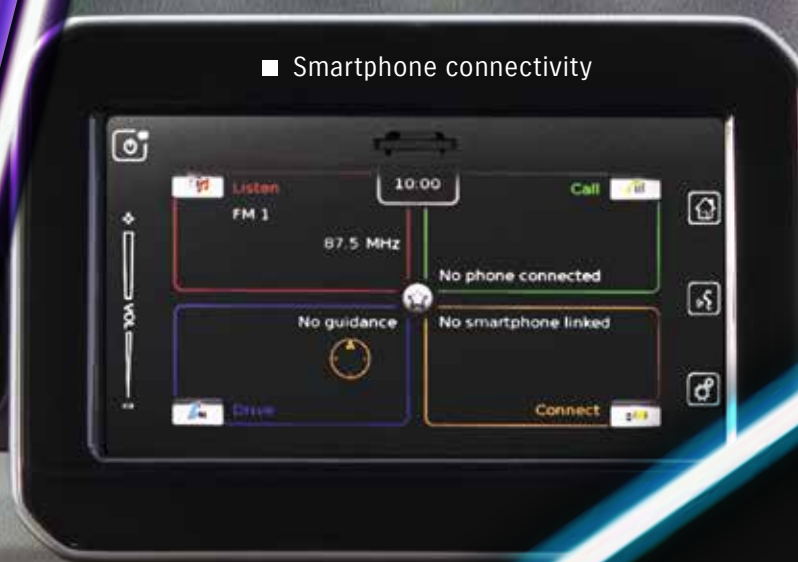 Smartphone connectivity
10:00
Listen
FM 1
87.5 MHz
Call
No phone connected
No guidance
Drive
No smartphone linked
Connect
VOL